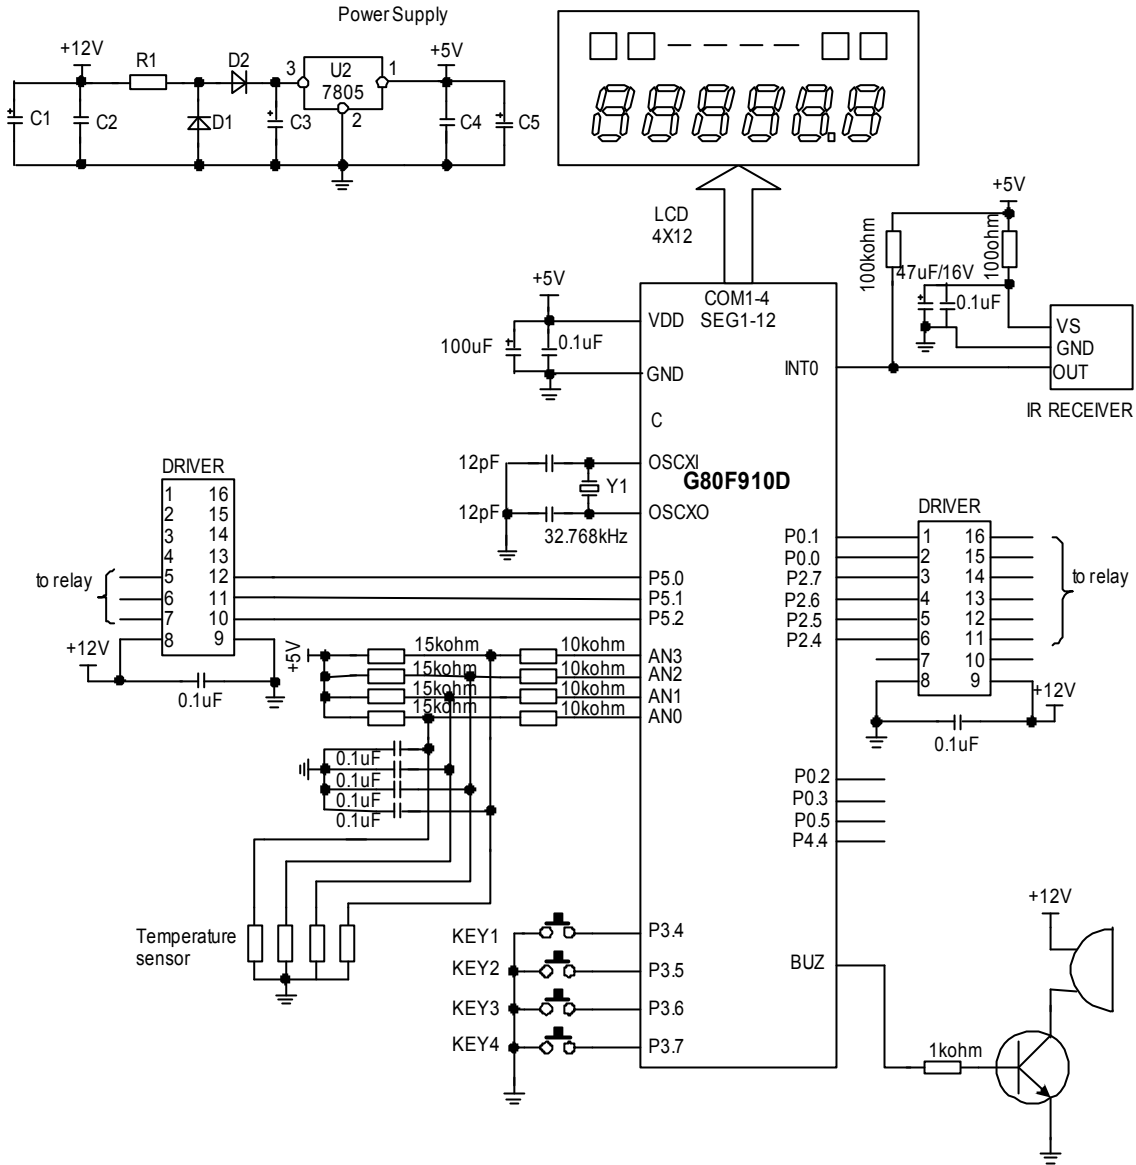 Power Supply
+12V
R1
D2
3
U2
7805
1
2
+5V
C1
C2
D1
C3
C4
C5
LCD
4X12
+5V
100kohm
100ohm
47uF/16V
0.1uF
VS
GND
OUT
IR RECEIVER
COM1-4
SEG1-12
+5V
100uF
0.1uF
VDD
GND
INT0
C
12pF
OSCXI
Y1
G80F910D
12pF
OSCXO
32.768kHz
DRIVER
1 16
2 15
3 14
4 13
5 12
6 11
7 10
8 9
to relay
+12V
0.1uF
P5.0
P5.1
P5.2
DRIVER
P0.1
P0.0
P2.7
P2.6
P2.5
P2.4
1 16
2 15
3 14
4 13
5 12
6 11
7 10
8 9
to relay
+12V
0.1uF
+5V
15kohm 10kohm AN3
15kohm 10kohm AN2
15kohm 10kohm AN1
15kohm 10kohm AN0
0.1uF
0.1uF
0.1uF
0.1uF
P0.2
P0.3
P0.5
P4.4
Temperature
sensor
KEY1 P3.4
KEY2 P3.5
KEY3 P3.6
KEY4 P3.7
BUZ
+12V
1kohm